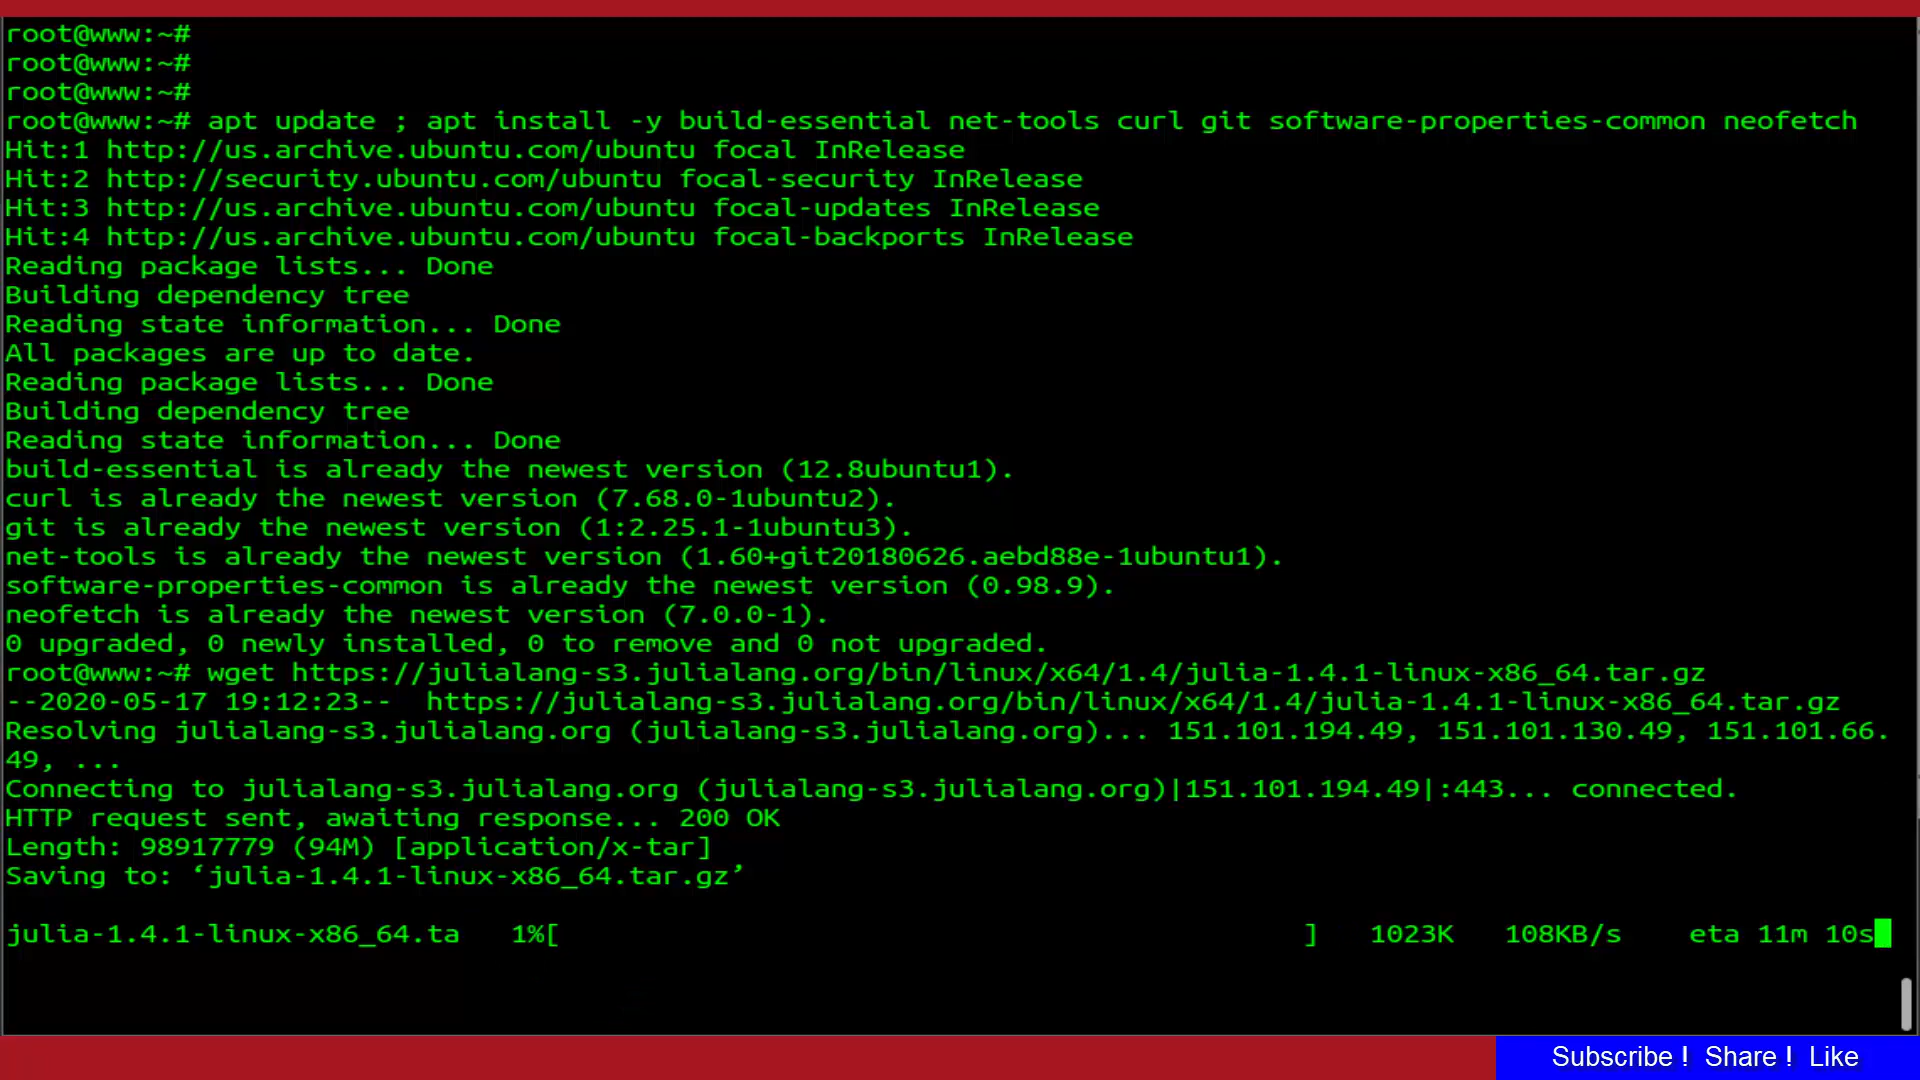 root@www:~#
root@www:~#
root@www:~#
root@www:~# apt update ; apt install -y build-essential net-tools curl git software-properties-common neofetch
Hit:1 http://us.archive.ubuntu.com/ubuntu focal InRelease
Hit:2 http://security.ubuntu.com/ubuntu focal-security InRelease
Hit:3 http://us.archive.ubuntu.com/ubuntu focal-updates InRelease
Hit:4 http://us.archive.ubuntu.com/ubuntu focal-backports InRelease
Reading package lists... Done
Building dependency tree
Reading state information... Done
All packages are up to date.
Reading package lists... Done
Building dependency tree
Reading state information... Done
build-essential is already the newest version (12.8ubuntu1).
curl is already the newest version (7.68.0-1ubuntu2).
git is already the newest version (1:2.25.1-1ubuntu3).
net-tools is already the newest version (1.60+git20180626.aebd88e-1ubuntu1).
software-properties-common is already the newest version (0.98.9).
neofetch is already the newest version (7.0.0-1).
0 upgraded, 0 newly installed, 0 to remove and 0 not upgraded.
root@www:~# wget https://julialang-s3.julialang.org/bin/linux/x64/1.4/julia-1.4.1-linux-x86_64.tar.gz
--2020-05-17 19:12:23--  https://julialang-s3.julialang.org/bin/linux/x64/1.4/julia-1.4.1-linux-x86_64.tar.gz
Resolving julialang-s3.julialang.org (julialang-s3.julialang.org)... 151.101.194.49, 151.101.130.49, 151.101.66.
49, ...
Connecting to julialang-s3.julialang.org (julialang-s3.julialang.org)|151.101.194.49|:443... connected.
HTTP request sent, awaiting response... 200 OK
Length: 98917779 (94M) [application/x-tar]
Saving to: ‘julia-1.4.1-linux-x86_64.tar.gz’
julia-1.4.1-linux-x86_64.ta   1%[                                             ]   1023K   108KB/s    eta 11m 10s
Subscribe ! Share ! Like